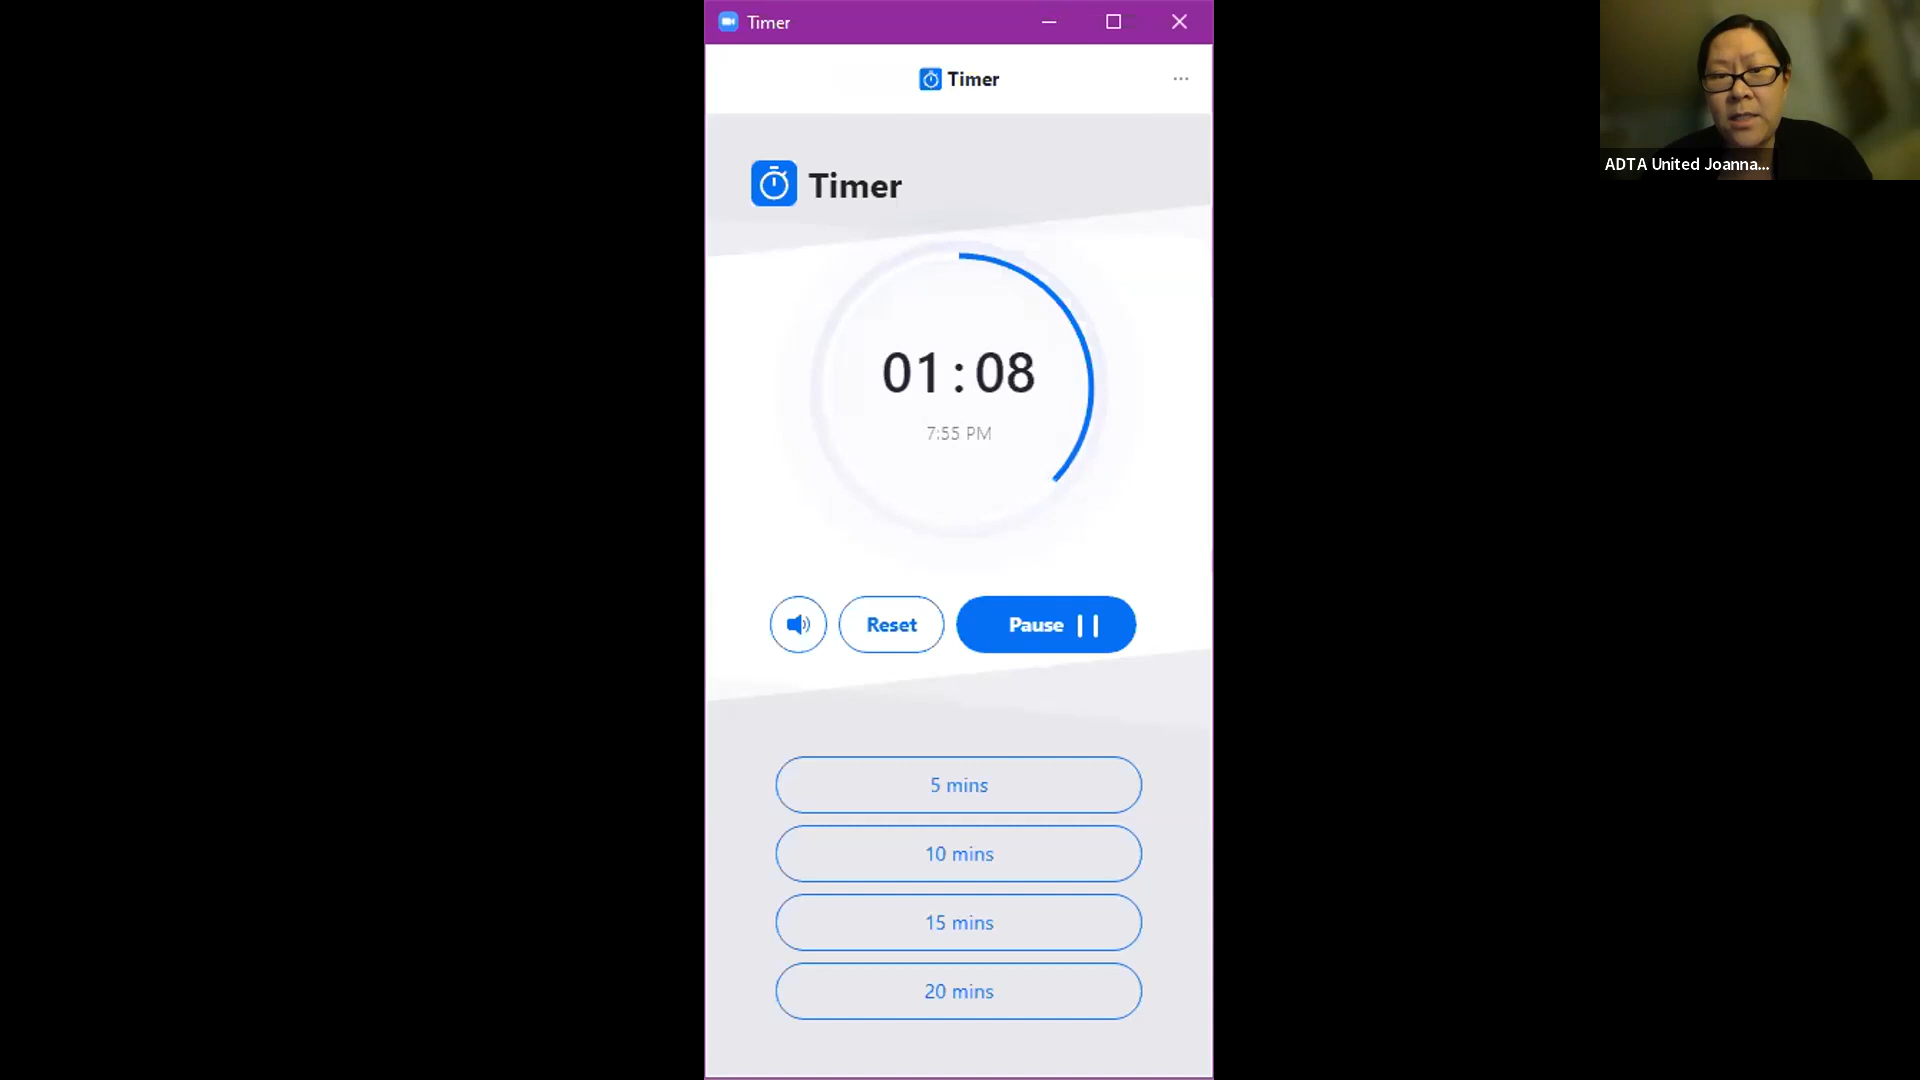 Timer
Timer
...
Timer
01:08
7:55 PM
Reset
Pause
5 mins
10 mins
15 mins
20 mins
ADTA United Joanna...